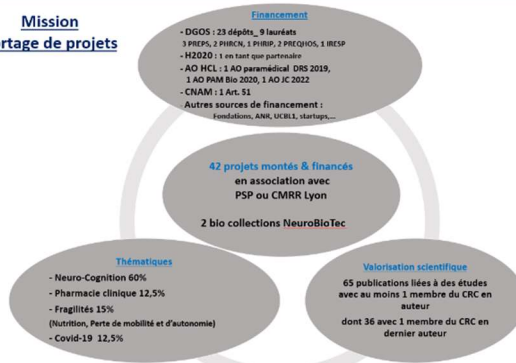 Mission
rtage de projets
Financement
- DGOS: 23 dépôts_ 9 lauréats
3 PREPS, 2 PHRCN, 1 PHRIP, 2 PREQHOS, 1 IRESP
- H2020 : 1 en tant que partenaire
- AO HCL : 1 AO paramédical DRS 2019,
1 AO PAM Bio 2020, 1 AO JC 2022
- CNAM : 1 Art. 51
- Autres sources de financement :
Fondations, ANR, UCBL1, startups,...
42 projets montés & financés
en association avec
PSP ou CMRR Lyon
2 bio collections NeuroBioTec
Thématiques
- Neuro-Cognition 60%
- Pharmacie clinique 12,5%
- Fragilités 15%
(Nutrition, Perte de mobilité et d'autonomie)
- Covid-19 12,5%
Valorisation scientifique
65 publications liées à des études
avec au moins 1 membre du CRC en
auteur
dont 36 avec 1 membre du CRC en
dernier auteur